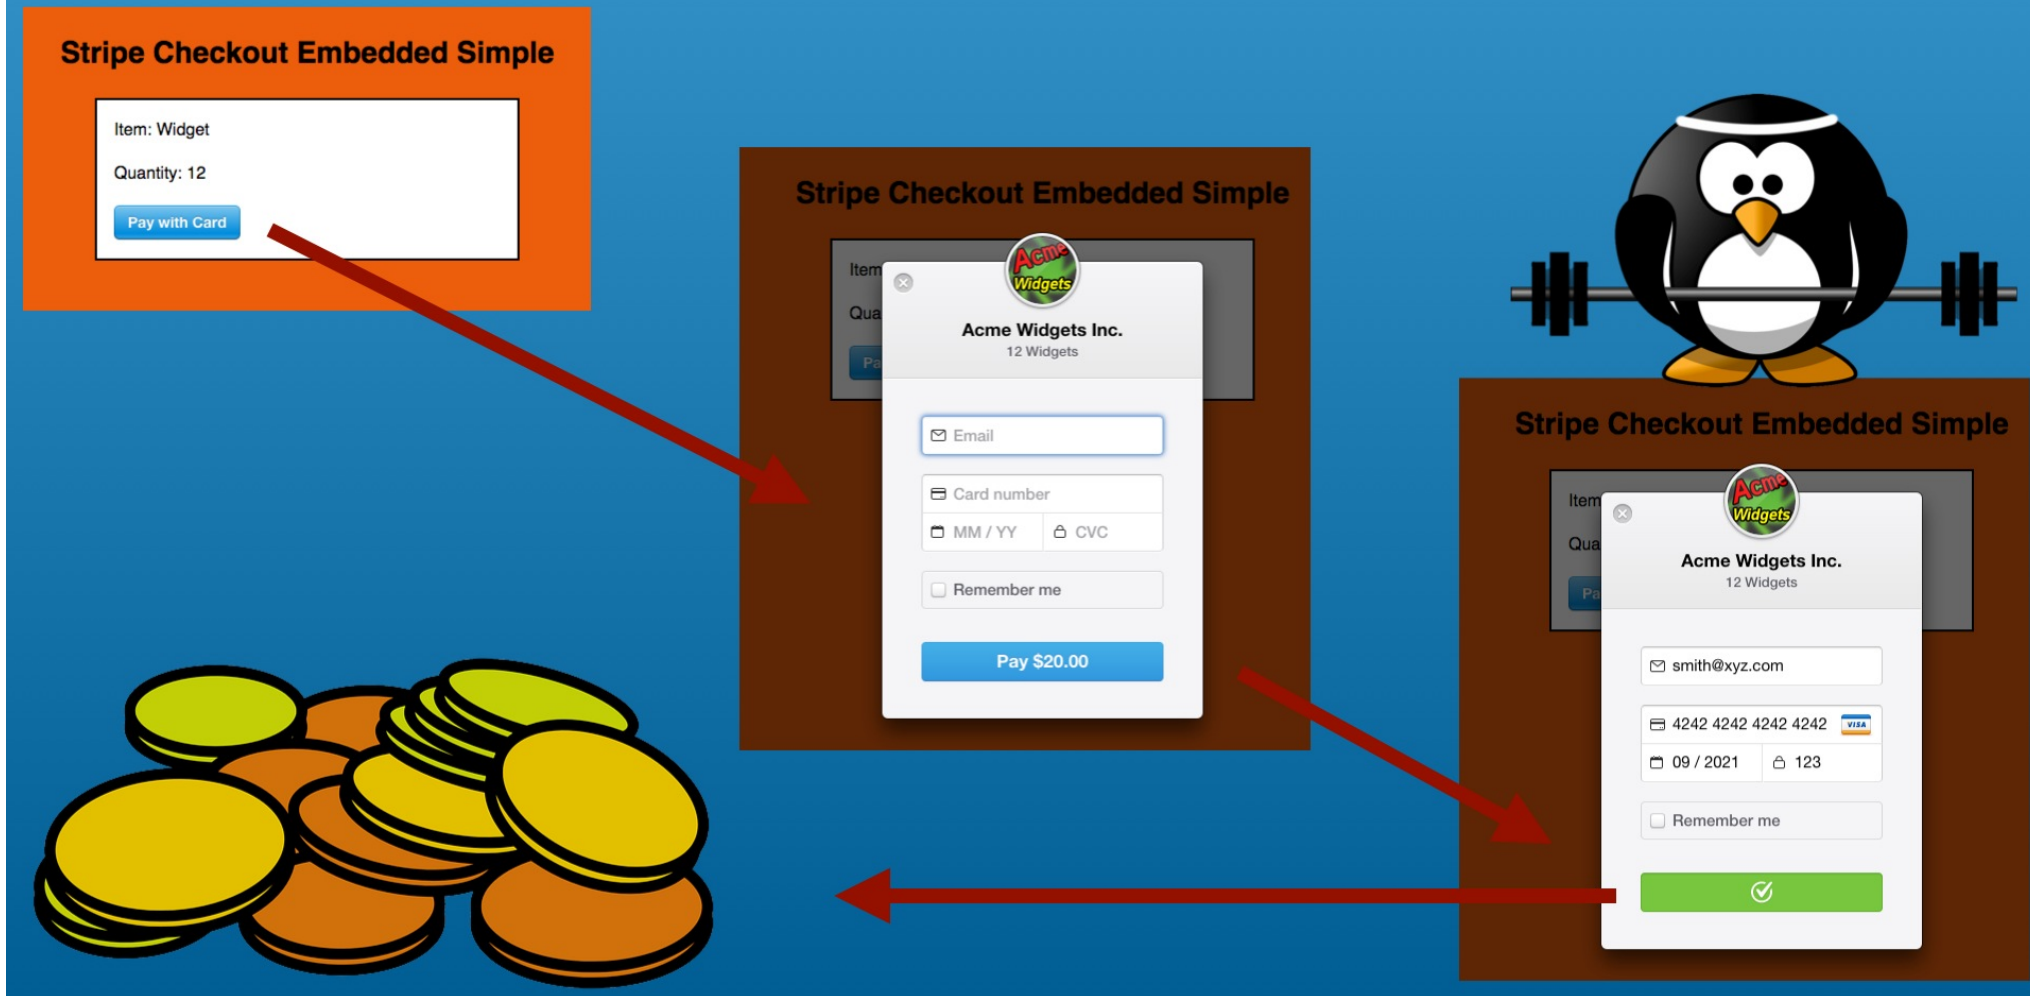 Stripe Checkout Embedded Simple
Item: Widget
Quantity: 12
Pay with Card
Stripe Checkout Embedded Simple
Item
Qua
Pa
Acme
Widgets
Acme Widgets Inc.
12 Widgets
Email
Card number
MM / YY CVC
Remember me
Pay $20.00
Stripe Checkout Embedded Simple
Item
Qua
Pa
Acme
Widgets
Acme Widgets Inc.
12 Widgets
smith@xyz.com
4242 4242 4242 4242 VISA
09 / 2021 123
Remember me